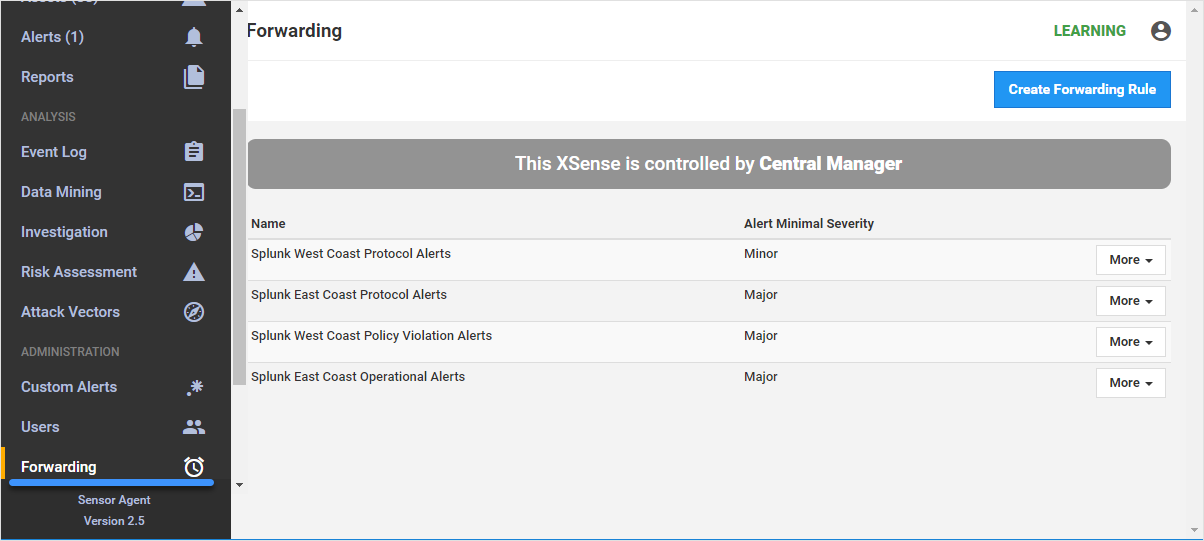 Forwarding
LEARNING
Alerts (1)
Reports
ANALYSIS
Event Log
Data Mining
Investigation
Risk Assessment
Attack Vectors
ADMINISTRATION
Custom Alerts
Users
Forwarding
Sensor Agent
Version 2.5
Create Forwarding Rule
This XSense is controlled by Central Manager
Name Alert Minimal Severity
Splunk West Coast Protocol Alerts Minor More
Splunk East Coast Protocol Alerts Major More
Splunk West Coast Policy Violation Alerts Major More
Splunk East Coast Operational Alerts Major More